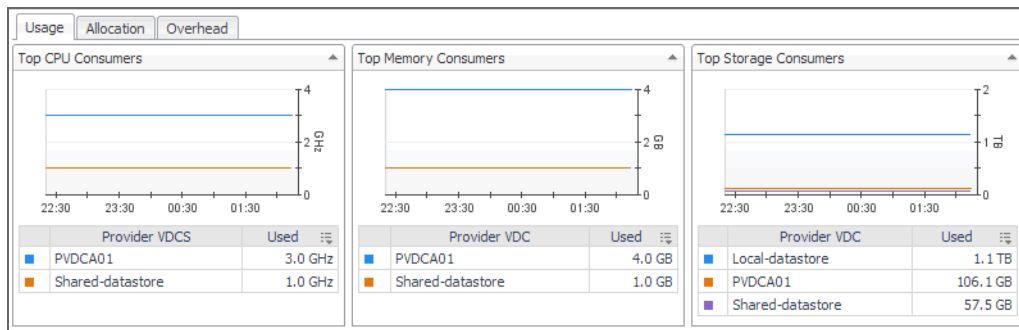 Usage Allocation Overhead
Top CPU Consumers
4
2
0
GHz
22:30 23:30 00:30 01:30
Provider VDCS Used
PVDCA01 3.0 GHz
Shared-datastore 1.0 GHz
Top Memory Consumers
4
2
0
GB
22:30 23:30 00:30 01:30
Provider VDC Used
PVDCA01 4.0 GB
Shared-datastore 1.0 GB
Top Storage Consumers
2
1
0
TB
22:30 23:30 00:30 01:30
Provider VDC Used
Local-datastore 1.1 TB
PVDCA01 106.1 GB
Shared-datastore 57.5 GB